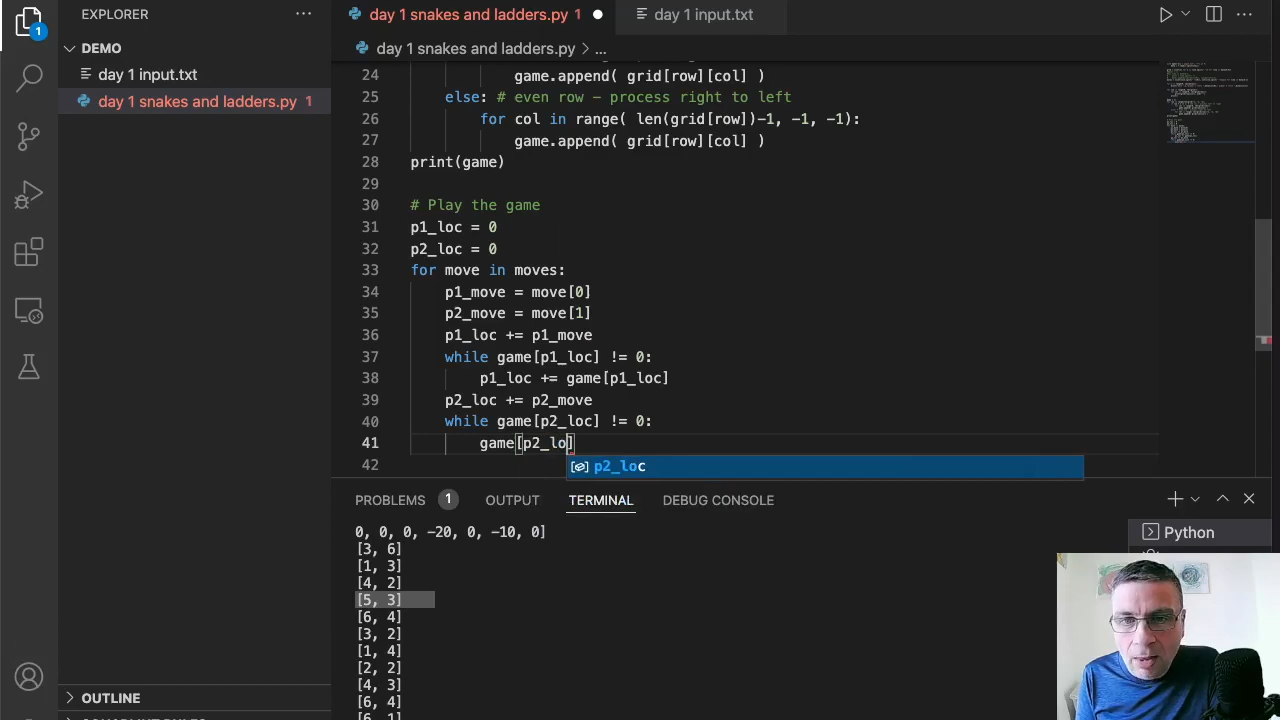 EXPLORER
...
day 1 snakes and ladders.py 1
day 1 input.txt
1
DEMO
day 1 snakes and ladders.py > ...
day 1 input.txt
day 1 snakes and ladders.py 1
24 game.append( grid[row][col] )
25 else: # even row – process right to left
26 for col in range( len(grid[row])-1, -1, -1):
27 game.append( grid[row][col] )
28 print(game)
29
30 # Play the game
31 p1_loc = 0
32 p2_loc = 0
33 for move in moves:
34 p1_move = move[0]
35 p2_move = move[1]
36 p1_loc += p1_move
37 while game[p1_loc] != 0:
38 p1_loc += game[p1_loc]
39 p2_loc += p2_move
40 while game[p2_loc] != 0:
41 game[p2_lo]
42
p2_loc
PROBLEMS 1 OUTPUT TERMINAL DEBUG CONSOLE
0, 0, 0, -20, 0, -10, 0]
Python
[3, 6]
[1, 3]
[4, 2]
[5, 3]
[6, 4]
[3, 2]
[1, 4]
[2, 2]
[4, 3]
[6, 4]
[6, 1]
OUTLINE